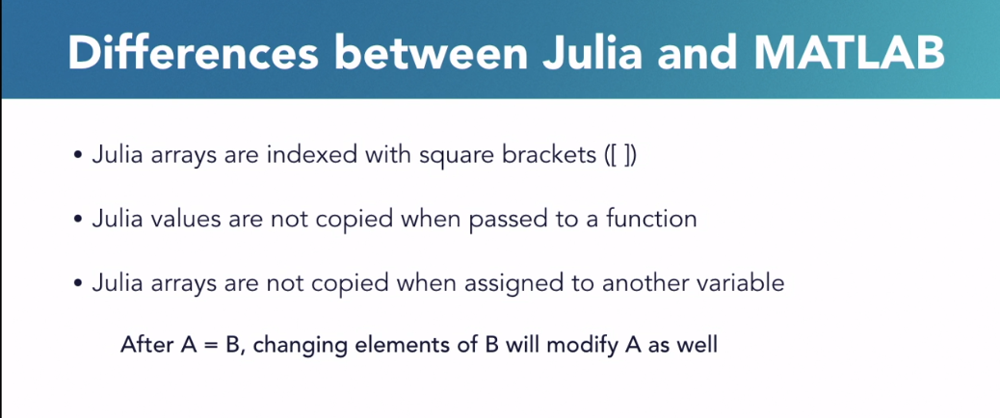 Differences between Julia and MATLAB
• Julia arrays are indexed with square brackets ([ ])
• Julia values are not copied when passed to a function
• Julia arrays are not copied when assigned to another variable
After A = B, changing elements of B will modify A as well